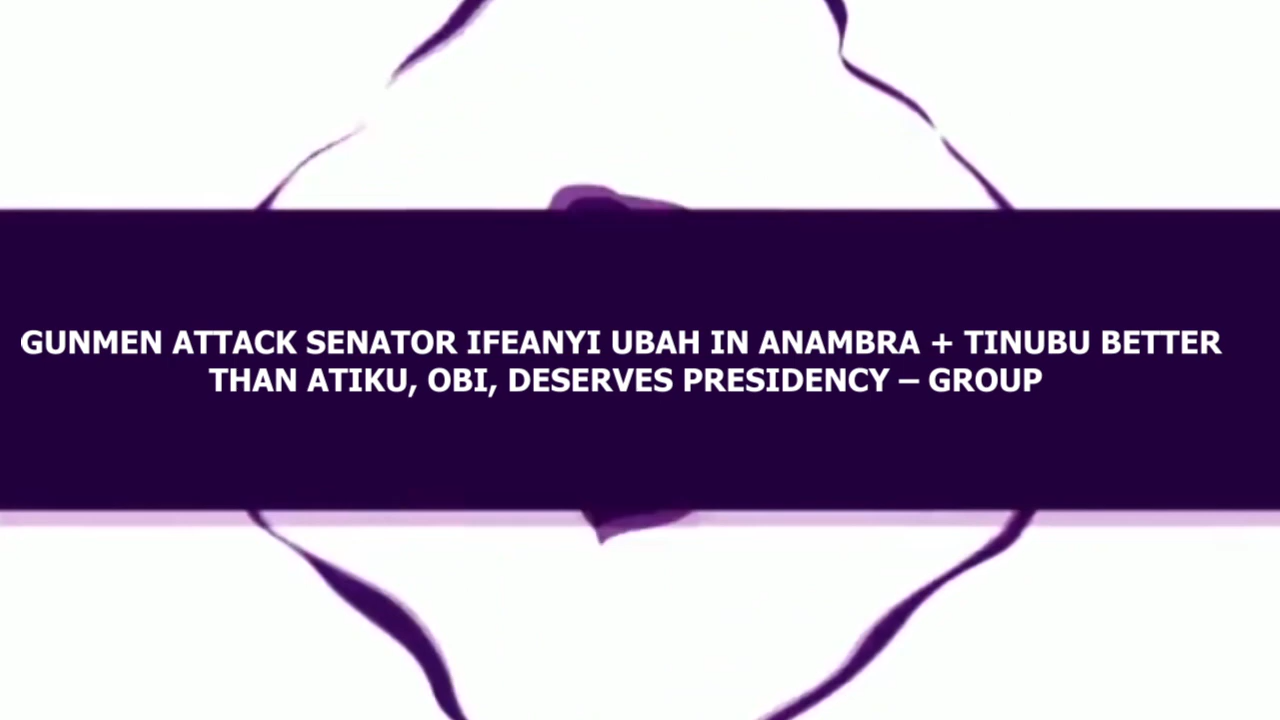 GUNMEN ATTACK SENATOR IFEANYI UBAH IN ANAMBRA + TINUBU BETTER
THAN ATIKU, OBI, DESERVES PRESIDENCY – GROUP